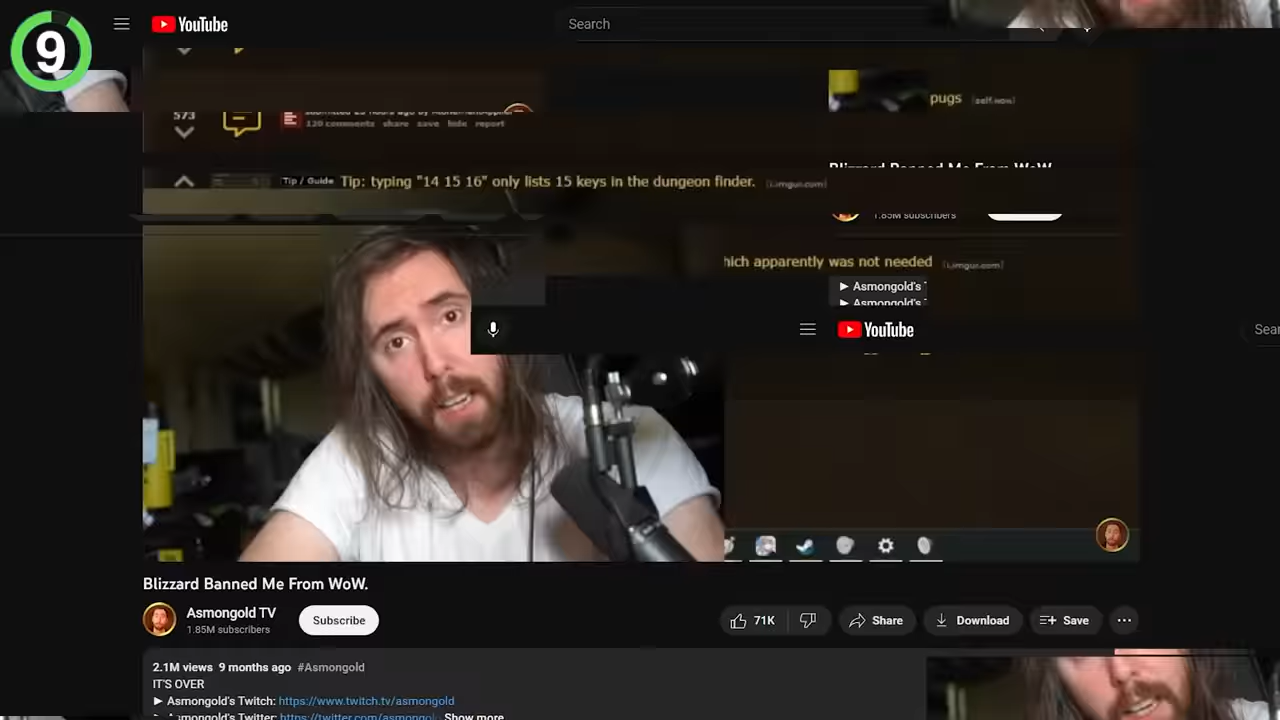 9
YouTube
Search
pugs (self.wow)
573
120 comments share save hide report
Blizzard Banned Me From WoW
Tip / Guide Tip: typing "14 15 16" only lists 15 keys in the dungeon finder. (i.imgur.com)
1.85M subscribers
hich apparently was not needed (i.imgur.com)
► Asmongold's
► Asmongold's
YouTube
Sear
Blizzard Banned Me From WoW.
Asmongold TV
1.85M subscribers
Subscribe
71K
Share
Download
Save
2.1M views 9 months ago #Asmongold
IT'S OVER
► Asmongold's Twitch: https://www.twitch.tv/asmongold
► Asmongold's Twitter: https://twitter.com/asmongol Show more